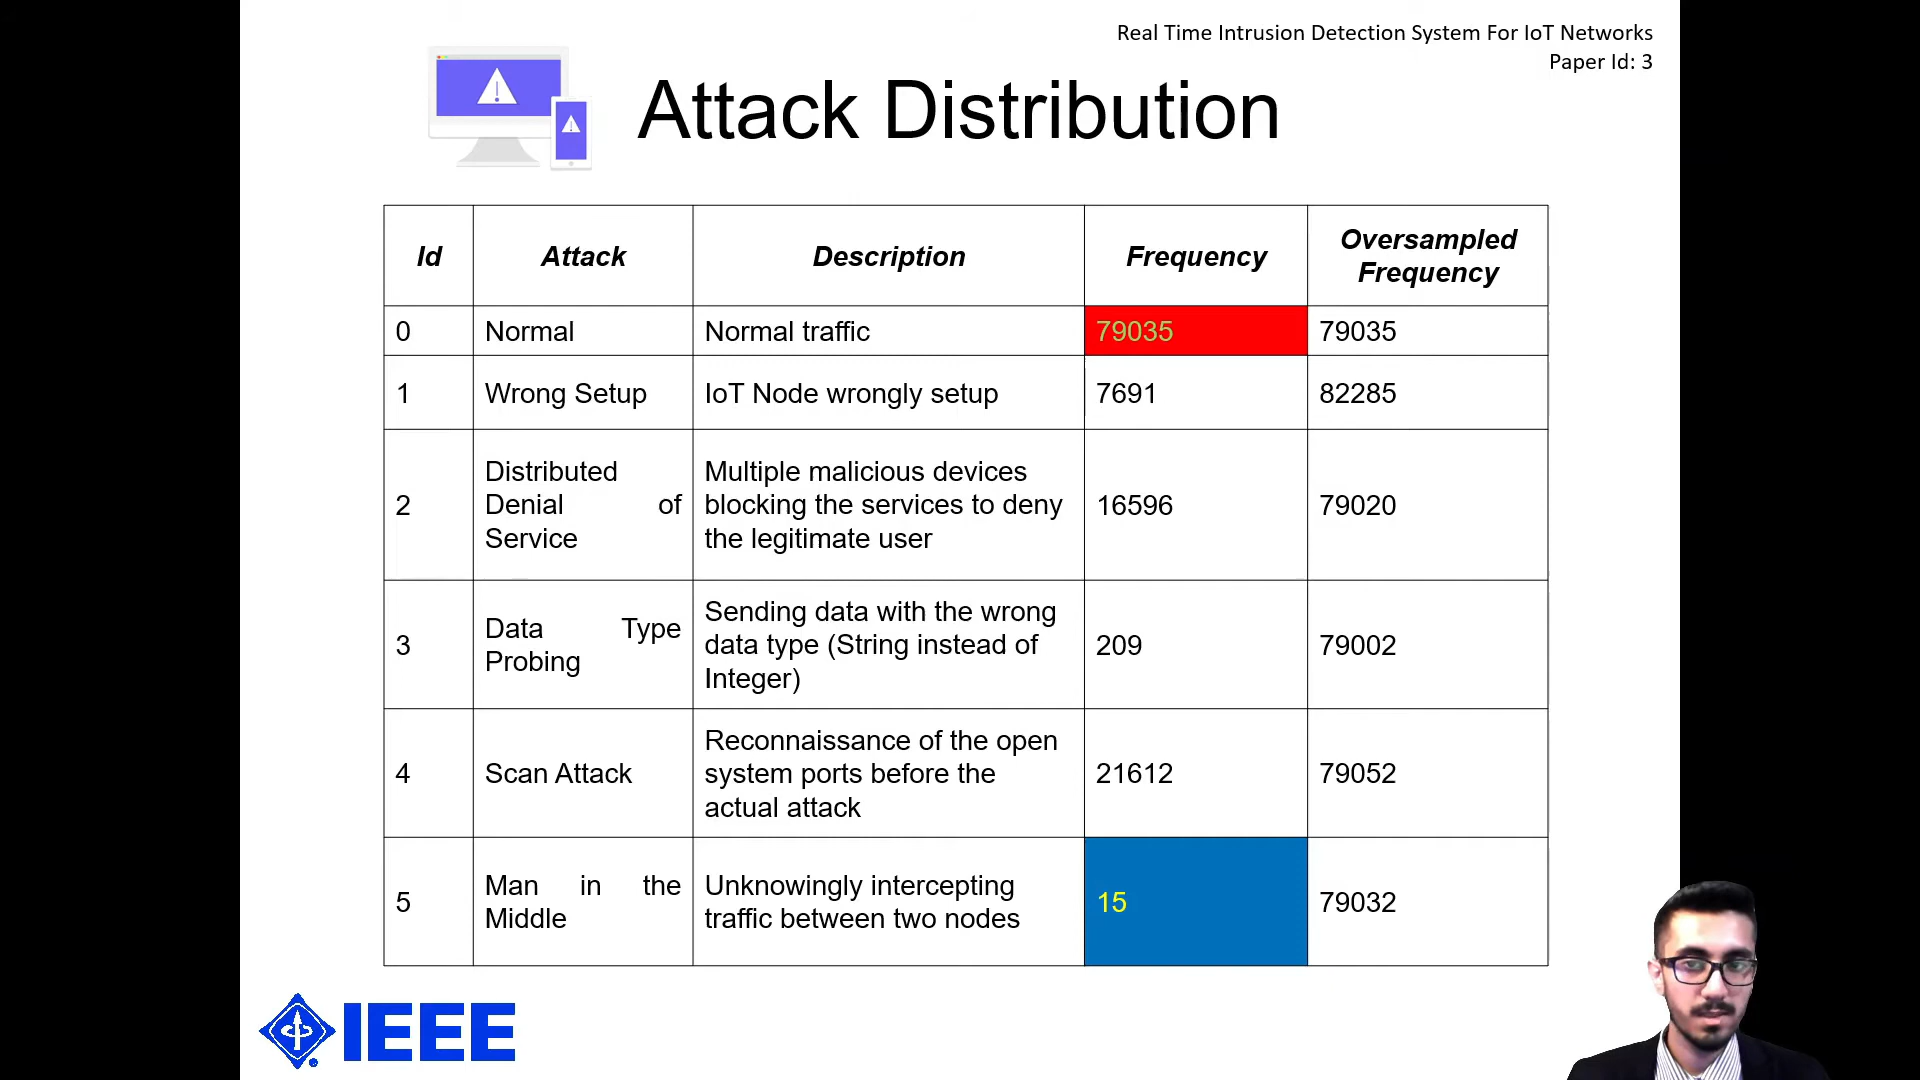 Real Time Intrusion Detection System For IoT Networks
Paper Id: 3
Attack Distribution
Id
Attack
Description
Frequency
Oversampled
Frequency
0
Normal
Normal traffic
79035
79035
1
Wrong Setup
IoT Node wrongly setup
7691
82285
2
Distributed
Denial of
Service
Multiple malicious devices
blocking the services to deny
the legitimate user
16596
79020
3
Data Type
Probing
Sending data with the wrong
data type (String instead of
Integer)
209
79002
4
Scan Attack
Reconnaissance of the open
system ports before the
actual attack
21612
79052
5
Man in the
Middle
Unknowingly intercepting
traffic between two nodes
15
79032
IEEE